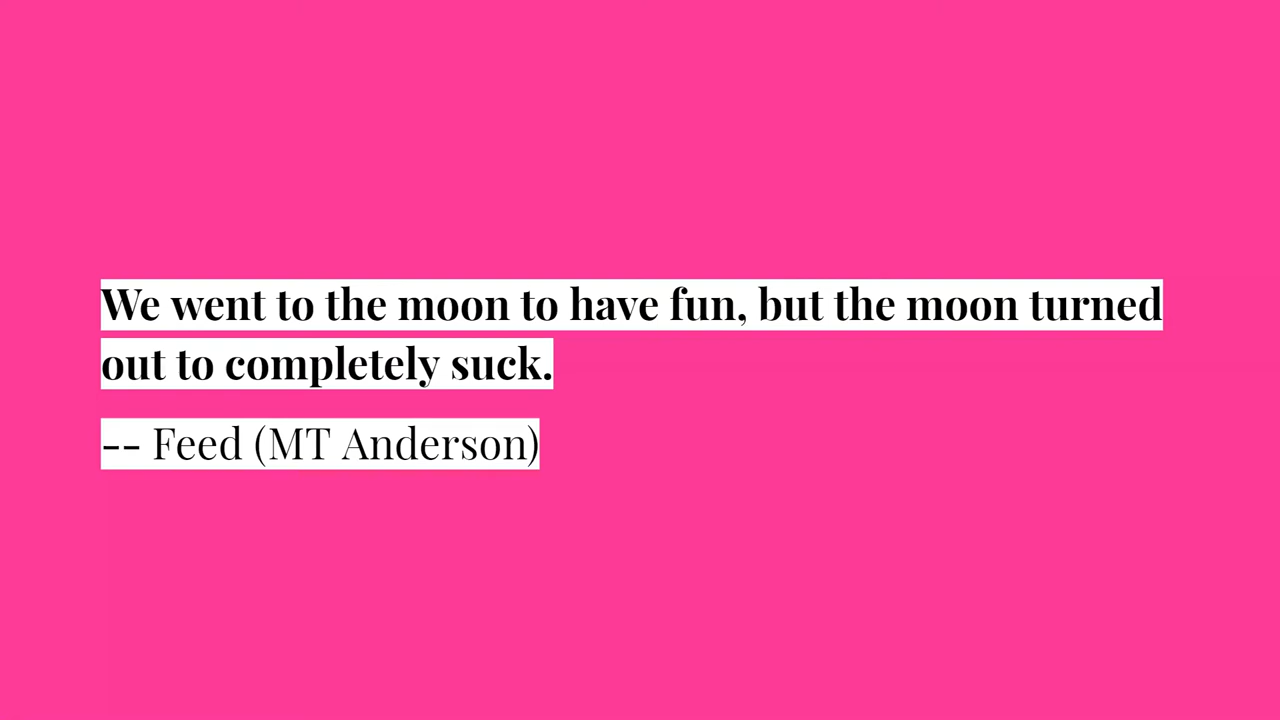 We went to the moon to have fun, but the moon turned
out to completely suck.
-- Feed (MT Anderson)